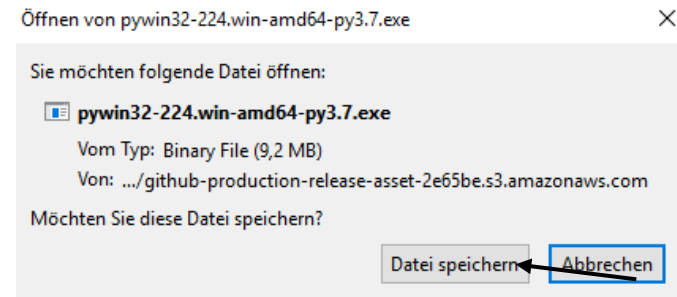 Öffnen von pywin32-224.win-amd64-py3.7.exe
Sie möchten folgende Datei öffnen:
pywin32-224.win-amd64-py3.7.exe
Vom Typ: Binary File (9,2 MB)
Von: .../github-production-release-asset-2e65be.s3.amazonaws.com
Möchten Sie diese Datei speichern?
Datei speichern Abbrechen